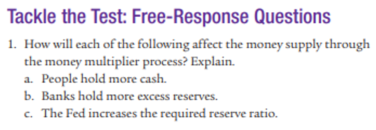 Tackle the Test: Free-Response Questions
1. How will each of the following affect the money supply through
the money multiplier process? Explain.
a. People hold more cash.
b. Banks hold more excess reserves.
c. The Fed increases the required reserve ratio.